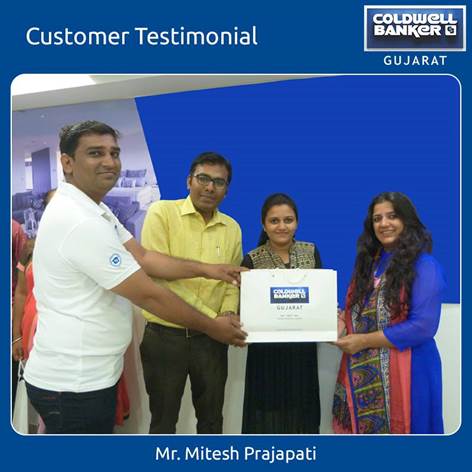 Customer Testimonial
COLDWELL
BANKER
GUJARAT
COLDWELL
BANKER
GUJARAT
Mr. Mitesh Prajapati